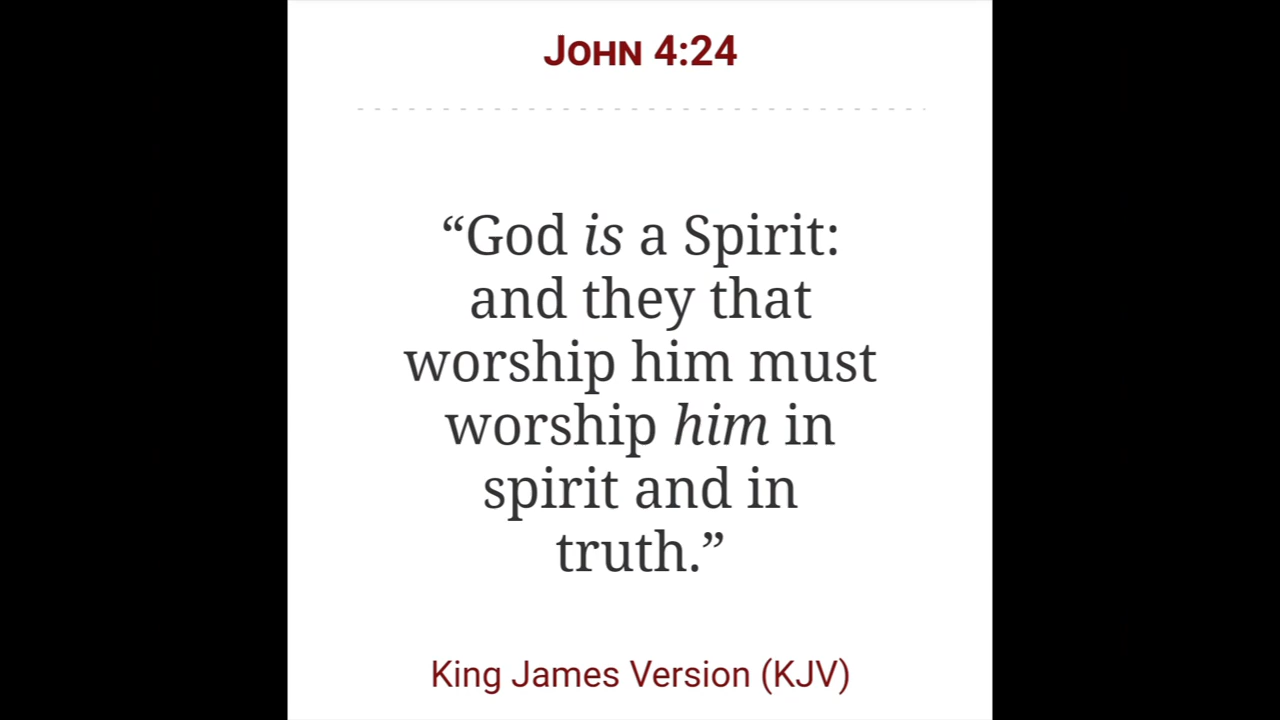 John 4:24
“God is a Spirit:
and they that
worship him must
worship him in
spirit and in
truth.”
King James Version (KJV)